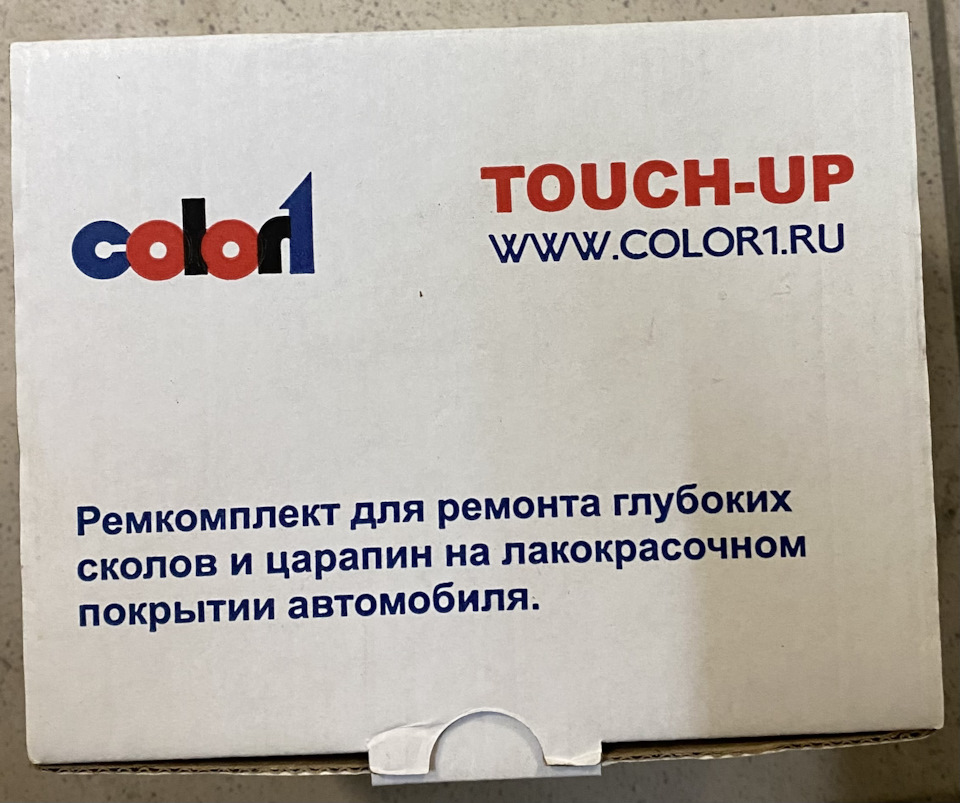 color1
TOUCH-UP
WWW.COLOR1.RU
Ремкомплект для ремонта глубоких
сколов и царапин на лакокрасочном
покрытии автомобиля.